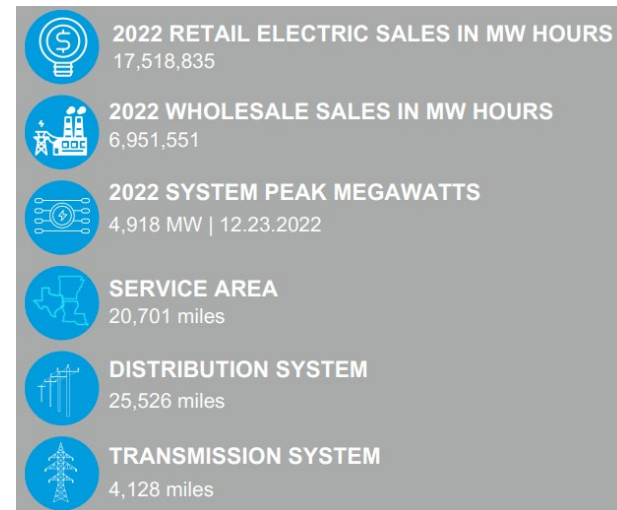 2022 RETAIL ELECTRIC SALES IN MW HOURS
17,518,835
2022 WHOLESALE SALES IN MW HOURS
6,951,551
2022 SYSTEM PEAK MEGAWATTS
4,918 MW | 12.23.2022
SERVICE AREA
20,701 miles
DISTRIBUTION SYSTEM
25,526 miles
TRANSMISSION SYSTEM
4,128 miles